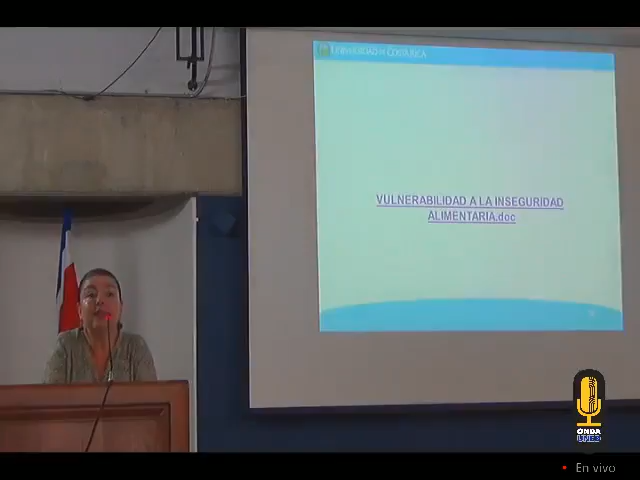 UNIVERSIDAD DE COSTA RICA
VULNERABILIDAD A LA INSEGURIDAD
ALIMENTARIA.doc
ONDA
UNED
En vivo